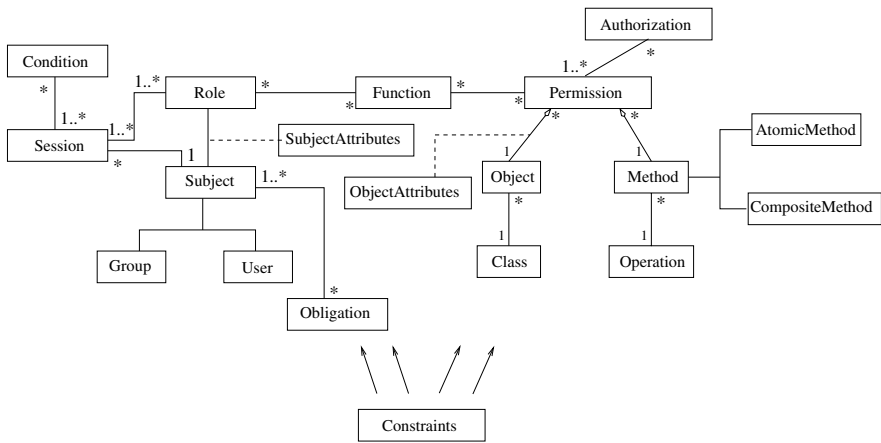 Authorization
1..*
*
Condition
*
1..*
1..*
Role
*
*
Function
*
*
Permission
*
*
1..*
Session
*
SubjectAttributes
AtomicMethod
1
Subject
1..*
ObjectAttributes
1
Object
*
1
Method
*
CompositeMethod
Group
User
1
Class
1
Operation
*
Obligation
Constraints